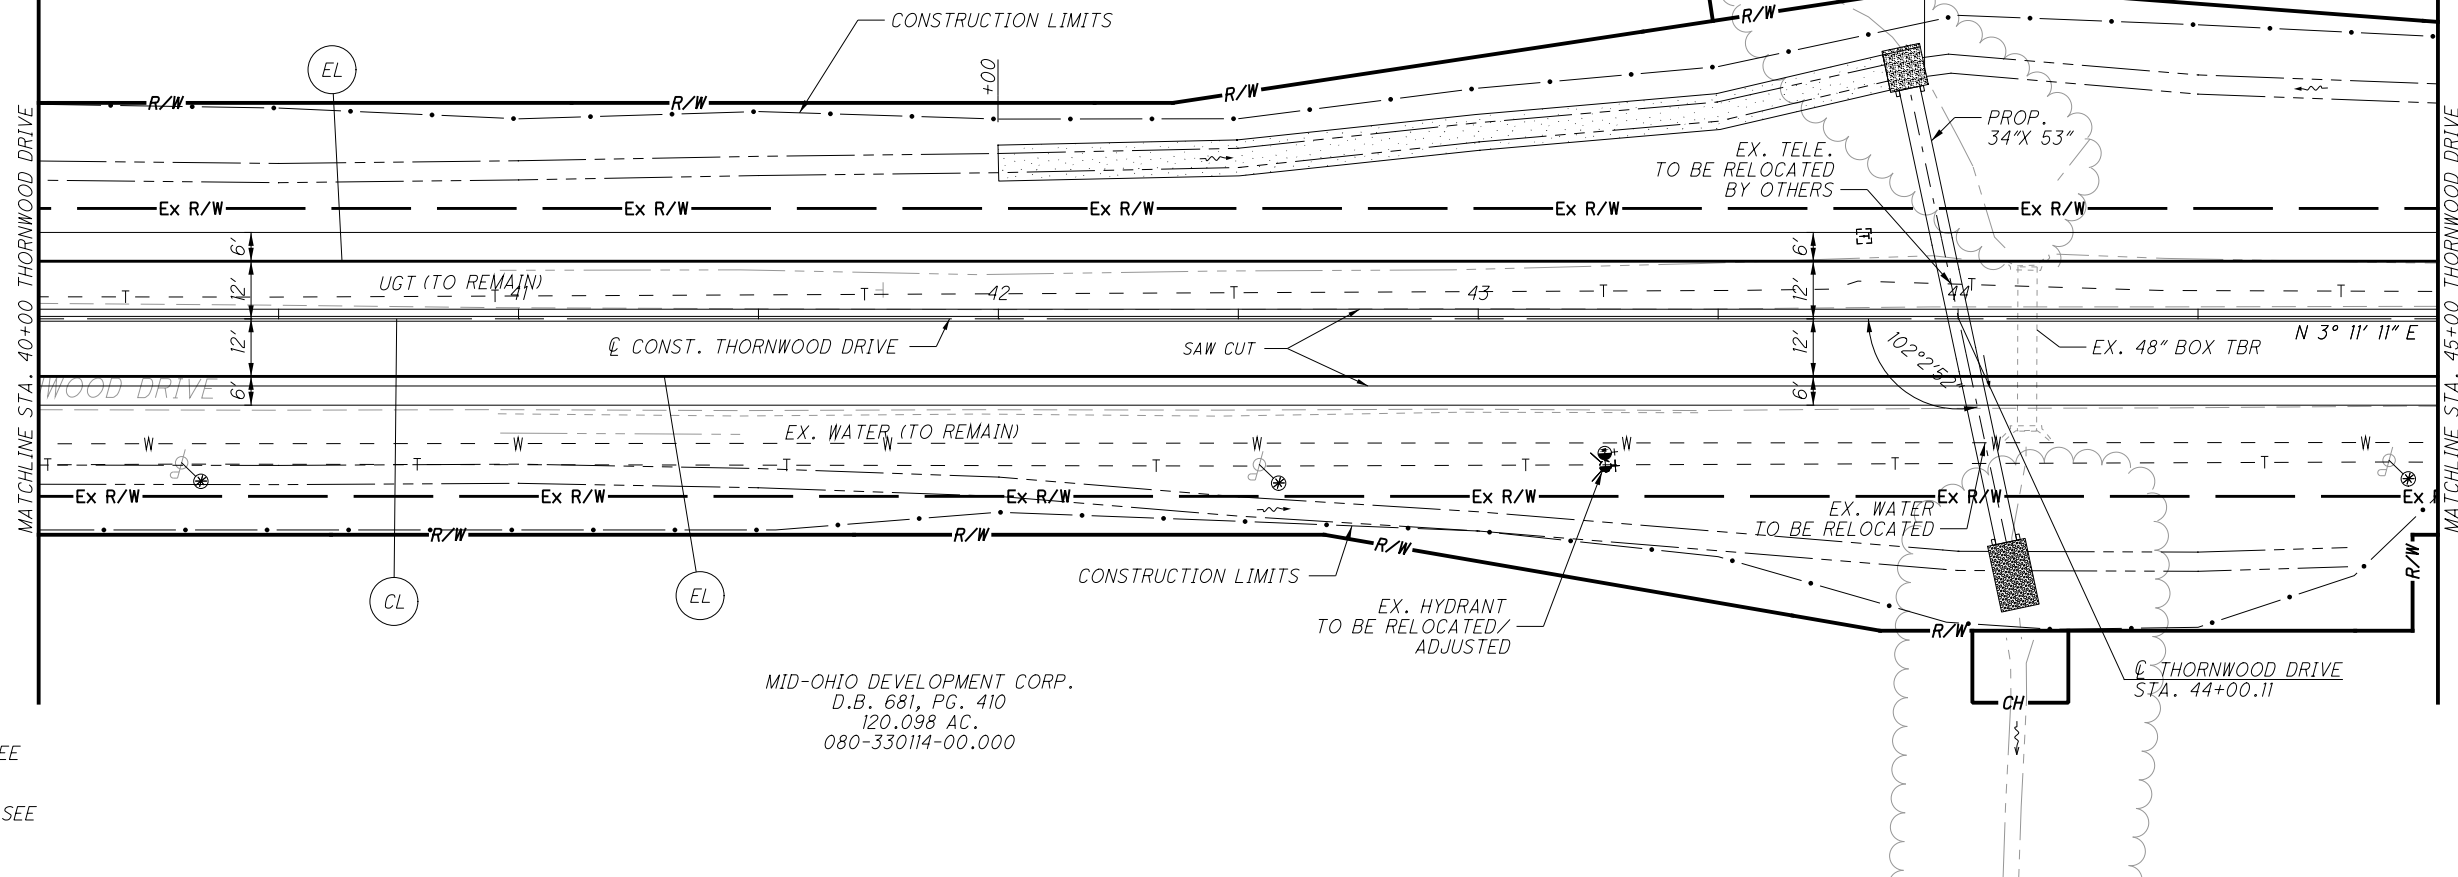 CONSTRUCTION LIMITS
R/W
EL
+00
R/W
R/W
R/W
PROP.
34"X 53"
EX. TELE.
TO BE RELOCATED
BY OTHERS
MATCHLINE STA. 40+00 THORNWOOD DRIVE
MATCHLINE STA. 45+00 THORNWOOD DRIVE
Ex R/W
Ex R/W
Ex R/W
Ex R/W
Ex R/W
6'
6'
UGT (TO REMAIN)
T
T
T
T
T
T
T
12'
12'
41
42
43
44
12'
12'
℄ CONST. THORNWOOD DRIVE
SAW CUT
102°2'52"
N 3° 11' 11" E
EX. 48" BOX TBR
WOOD DRIVE
6'
6'
EX. WATER (TO REMAIN)
W
W
W
W
W
W
W
T
T
T
T
T
T
T
Ex R/W
Ex R/W
Ex R/W
Ex R/W
Ex R/W
Ex R
EX. WATER
TO BE RELOCATED
R/W
R/W
R/W
R/W
CONSTRUCTION LIMITS
CL
EL
EX. HYDRANT
TO BE RELOCATED/
ADJUSTED
R/W
℄ THORNWOOD DRIVE
STA. 44+00.11
CH
MID-OHIO DEVELOPMENT CORP.
D.B. 681, PG. 410
120.098 AC.
080-330114-00.000
EE
SEE